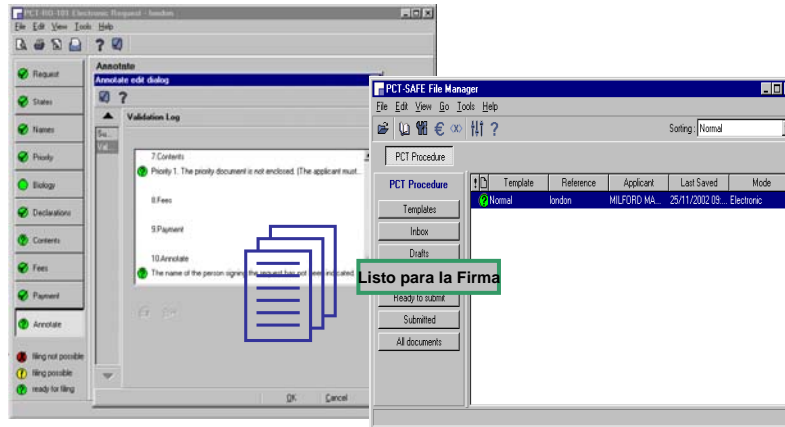 PCT-RO-101 Electronic Request - london
File Edit View Tools Help
Annotate
Annotate edit dialog
Validation Log
Su...
Val...
Request
States
Names
Priority
Biology
Declarations
Contents
Fees
Payment
Annotate
filing not possible
filing possible
ready for filing
7.Contents
Priority 1. The priority document is not enclosed. (The applicant must...
8.Fees
9.Payment
10.Annotate
The name of the person signing the request has not been indicated.
OK Cancel
PCT-SAFE File Manager
File Edit View Go Tools Help
Sorting: Normal
PCT Procedure
PCT Procedure
Templates
Inbox
Drafts
Listo para la Firma
Ready to submit
Submitted
All documents
! Template Reference Applicant Last Saved Mode
Normal london MILFORD MA... 25/11/2002 09:... Electronic